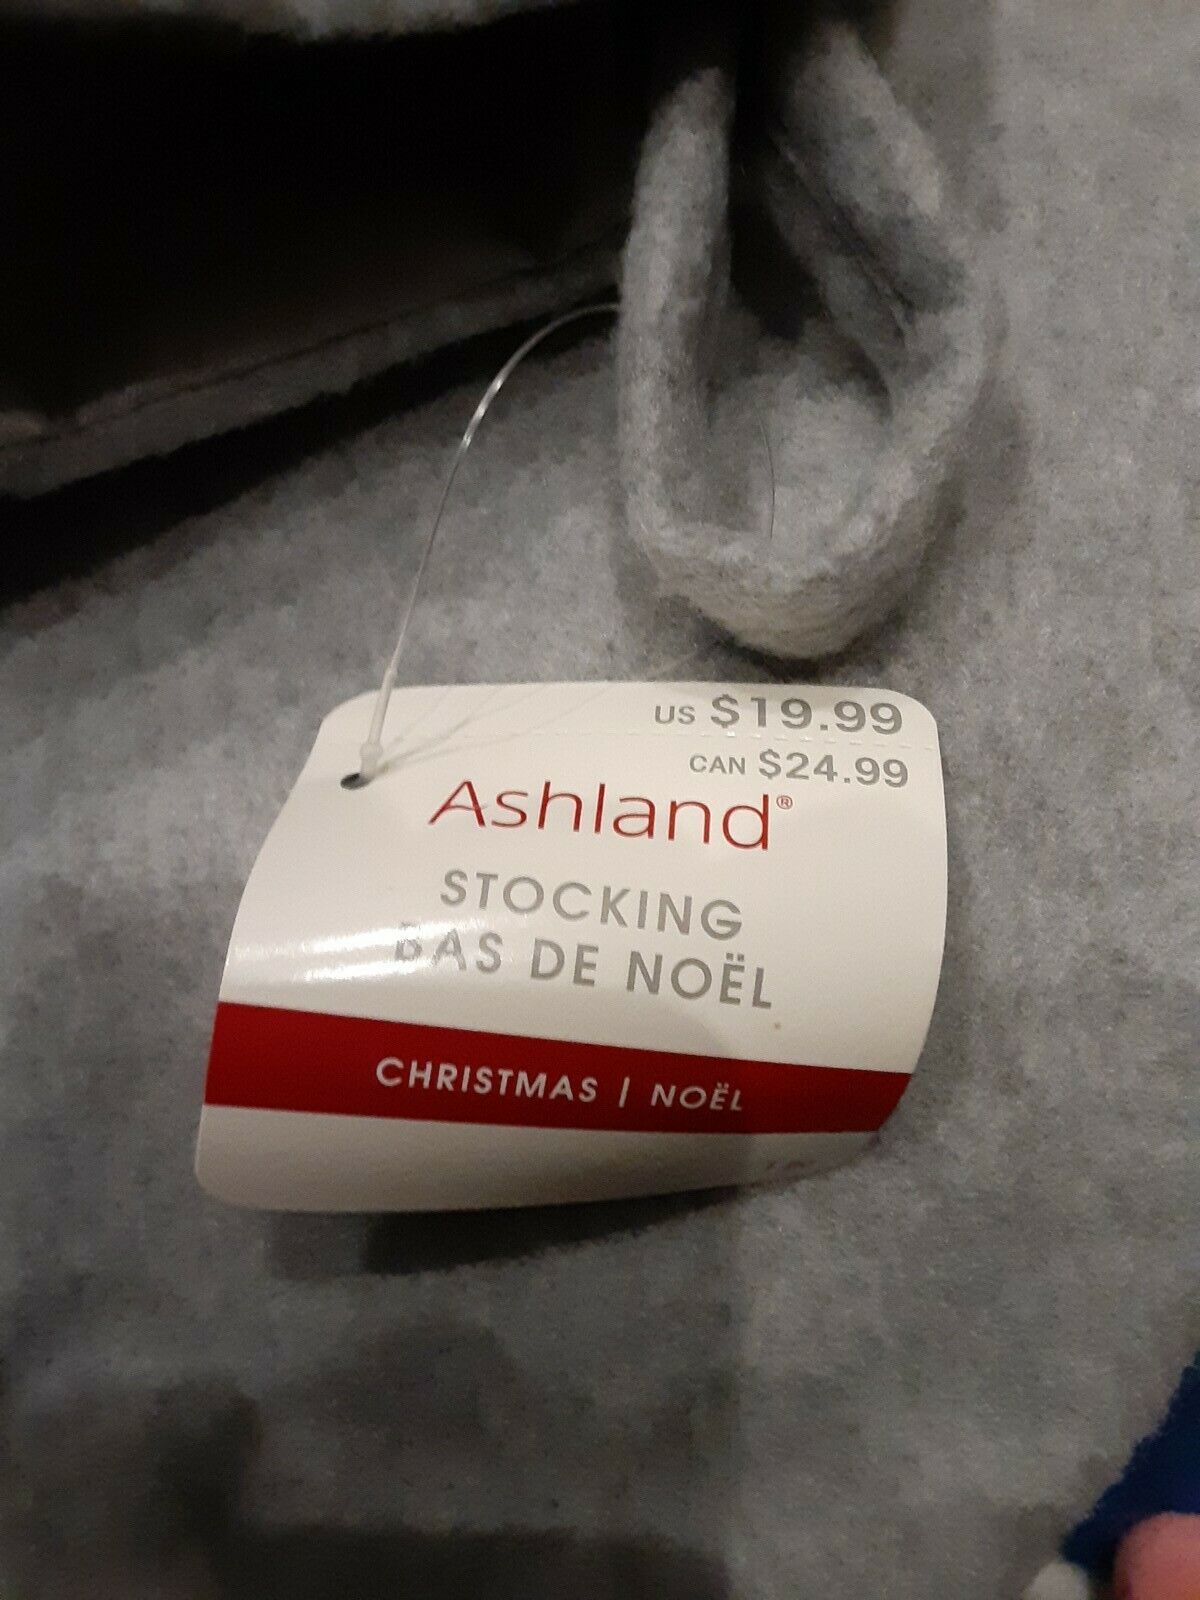 US $19.99
CAN $24.99
Ashland®
STOCKING
BAS DE NOËL
CHRISTMAS | NOËL